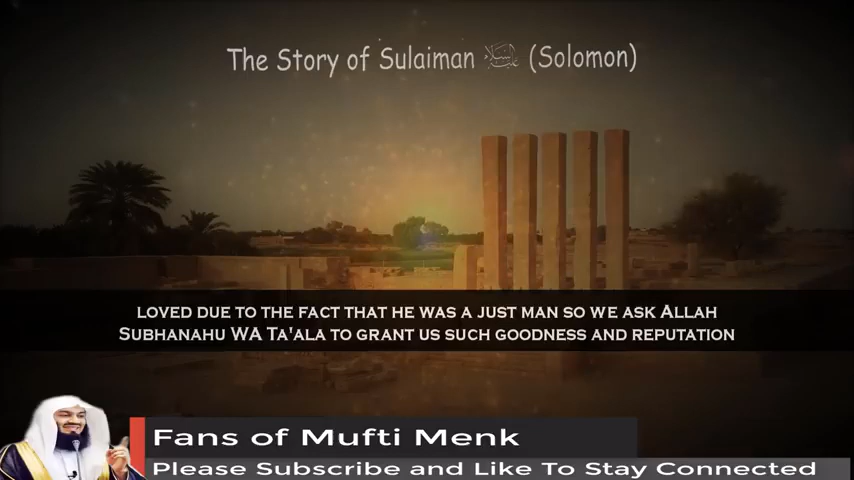 The Story of Sulaiman عليه السلام (Solomon)
LOVED DUE TO THE FACT THAT HE WAS A JUST MAN SO WE ASK ALLAH
SUBHANAHU WA TA'ALA TO GRANT US SUCH GOODNESS AND REPUTATION
Fans of Mufti Menk
Please Subscribe and Like To Stay Connected